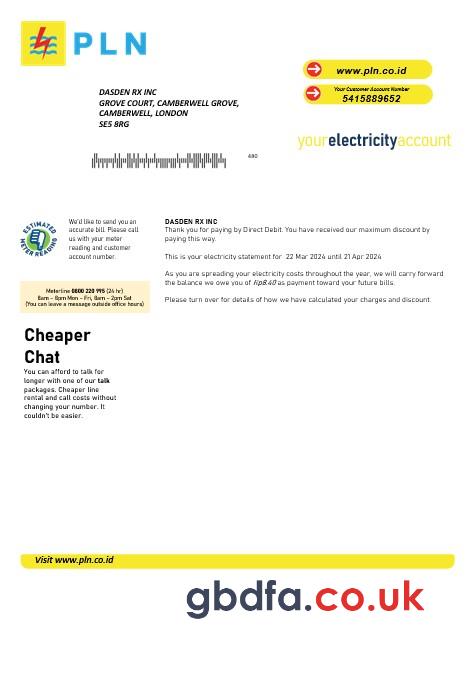 PLN
www.pln.co.id
Your Customer Account Number
5415889652
DASDEN RX INC
GROVE COURT, CAMBERWELL GROVE,
CAMBERWELL, LONDON
SE5 8RG
yourelectricityaccount
480
ESTIMATED
METER READING
We'd like to send you an
accurate bill. Please call
us with your meter
reading and customer
account number.
Meterline 0800 220 995 (24 hr)
8am – 8pm Mon – Fri, 8am – 2pm Sat
(You can leave a message outside office hours)
DASDEN RX INC
Thank you for paying by Direct Debit. You have received our maximum discount by
paying this way.
This is your electricity statement for 22 Mar 2024 until 21 Apr 2024
As you are spreading your electricity costs throughout the year, we will carry forward
the balance we owe you of Rp8.40 as payment toward your future bills.
Please turn over for details of how we have calculated your charges and discount
Cheaper
Chat
You can afford to talk for
longer with one of our talk
packages. Cheaper line
rental and call costs without
changing your number. It
couldn't be easier.
Visit www.pln.co.id
gbdfa.co.uk